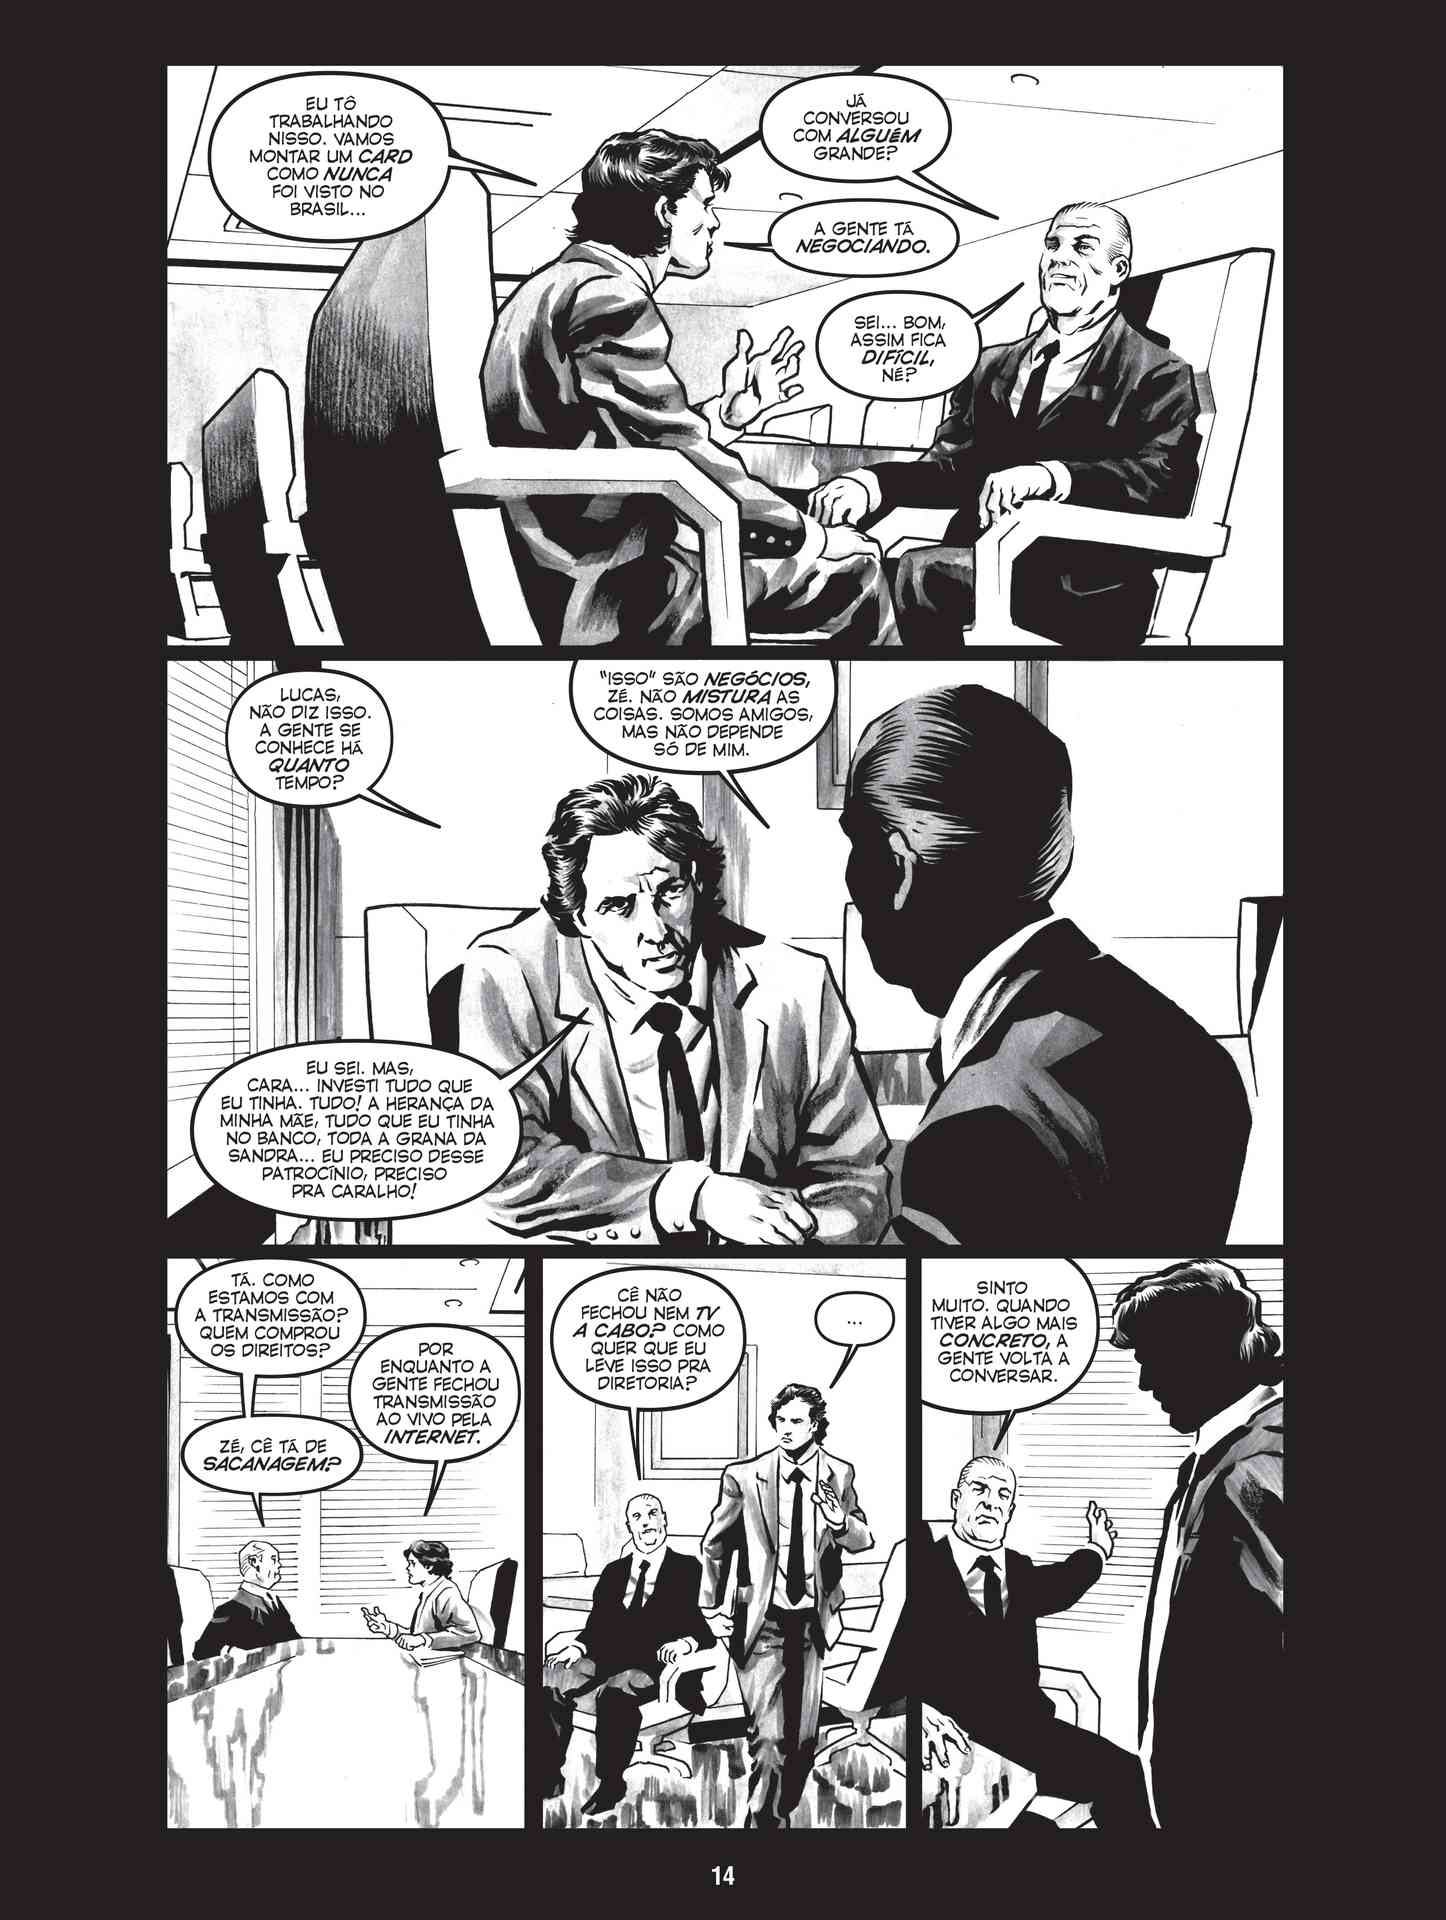 EU TÔ
TRABALHANDO
NISSO. VAMOS
MONTAR UM CARD
COMO NUNCA
FOI VISTO NO
BRASIL...
JÁ
CONVERSOU
COM ALGUÉM
GRANDE?
A GENTE TÁ
NEGOCIANDO.
SEI... BOM,
ASSIM FICA
DIFÍCIL,
NÉ?
LUCAS,
NÃO DIZ ISSO.
A GENTE SE
CONHECE HÁ
QUANTO
TEMPO?
"ISSO" SÃO NEGÓCIOS,
ZÉ. NÃO MISTURA AS
COISAS. SOMOS AMIGOS,
MAS NÃO DEPENDE
SÓ DE MIM.
EU SEI. MAS,
CARA... INVESTI TUDO QUE
EU TINHA. TUDO! A HERANÇA DA
MINHA MÃE, TUDO QUE EU TINHA
NO BANCO, TODA A GRANA DA
SANDRA... EU PRECISO DESSE
PATROCÍNIO, PRECISO
PRA CARALHO!
TÁ. COMO
ESTAMOS COM
A TRANSMISSÃO?
QUEM COMPROU
OS DIREITOS?
POR
ENQUANTO A
GENTE FECHOU
TRANSMISSÃO
AO VIVO PELA
INTERNET.
ZÉ, CÊ TÁ DE
SACANAGEM?
CÊ NÃO
FECHOU NEM TV
A CABO? COMO
QUER QUE EU
LEVE ISSO PRA
DIRETORIA?
...
SINTO
MUITO. QUANDO
TIVER ALGO MAIS
CONCRETO, A
GENTE VOLTA A
CONVERSAR.
14